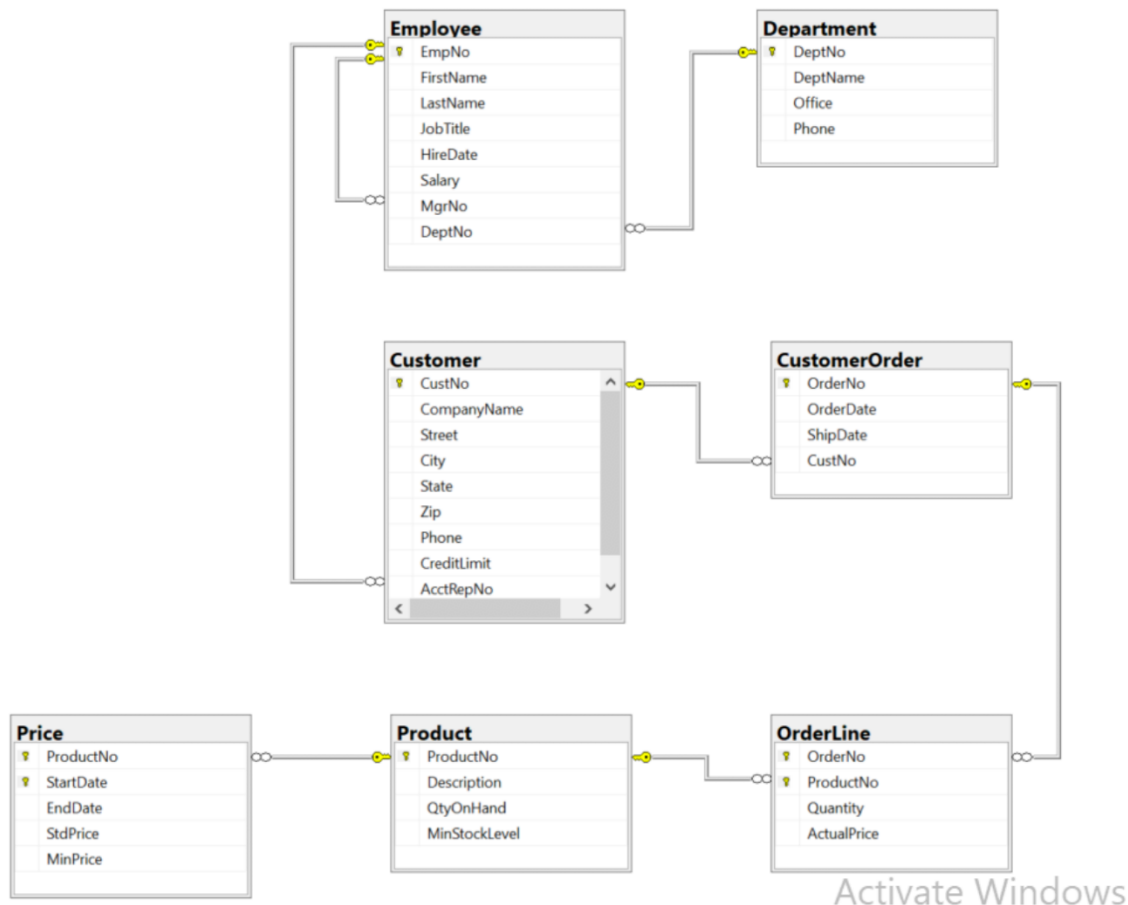 Employee
EmpNo
FirstName
LastName
JobTitle
HireDate
Salary
MgrNo
DeptNo
Department
DeptNo
DeptName
Office
Phone
Customer
CustNo
CompanyName
Street
City
State
Zip
Phone
CreditLimit
AcctRepNo
CustomerOrder
OrderNo
OrderDate
ShipDate
CustNo
Price
ProductNo
StartDate
EndDate
StdPrice
MinPrice
Product
ProductNo
Description
QtyOnHand
MinStockLevel
OrderLine
OrderNo
ProductNo
Quantity
ActualPrice
Activate Windows